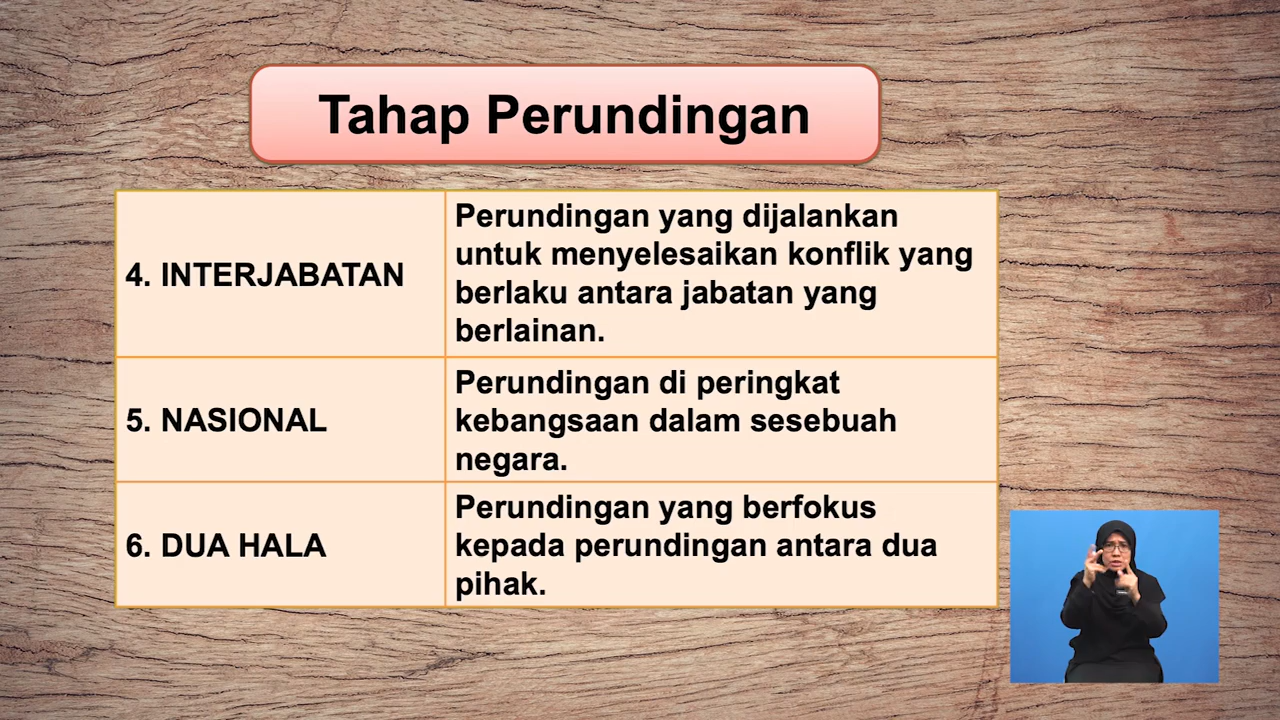 Tahap Perundingan
4. INTERJABATAN
Perundingan yang dijalankan
untuk menyelesaikan konflik yang
berlaku antara jabatan yang
berlainan.
5. NASIONAL
Perundingan di peringkat
kebangsaan dalam sesebuah
negara.
6. DUA HALA
Perundingan yang berfokus
kepada perundingan antara dua
pihak.